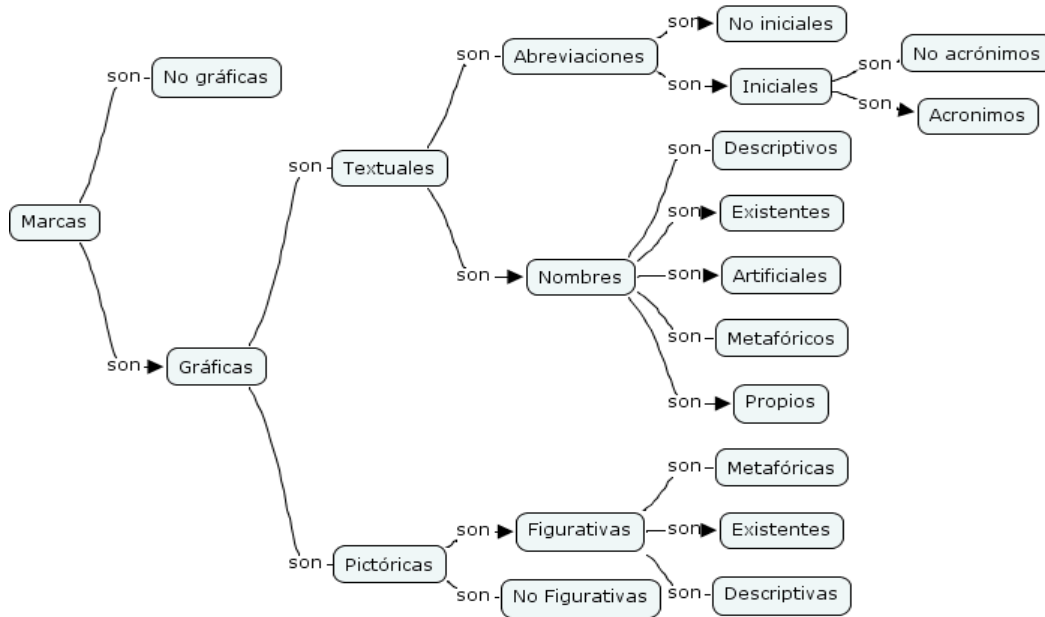 son
No iniciales
son
Abreviaciones
son
No acrónimos
son
No gráficas
son
Iniciales
son
Acronimos
son
Descriptivos
son
Textuales
Marcas
son
Existentes
son
Nombres
son
Artificiales
son
Metafóricos
son
Gráficas
son
Propios
son
Metafóricas
son
Figurativas
son
Existentes
son
Pictóricas
son
No Figurativas
son
Descriptivas